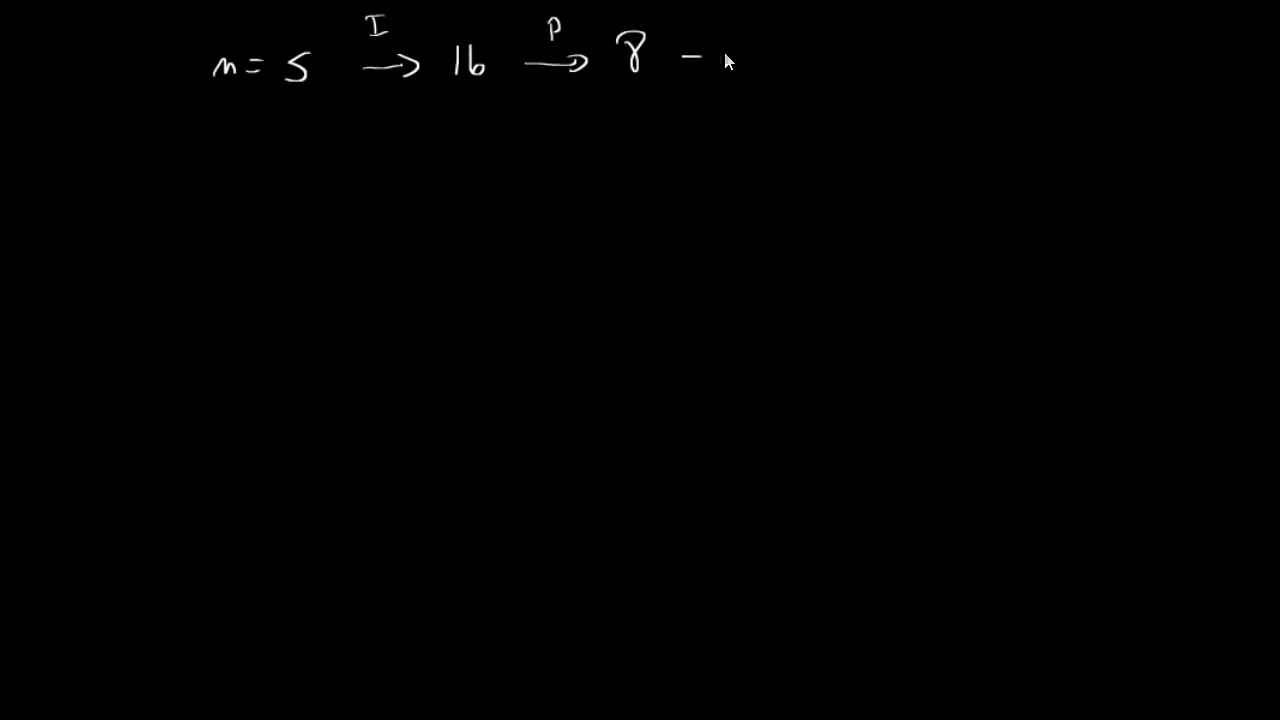 I P
n = 5 → 16 → 8 -